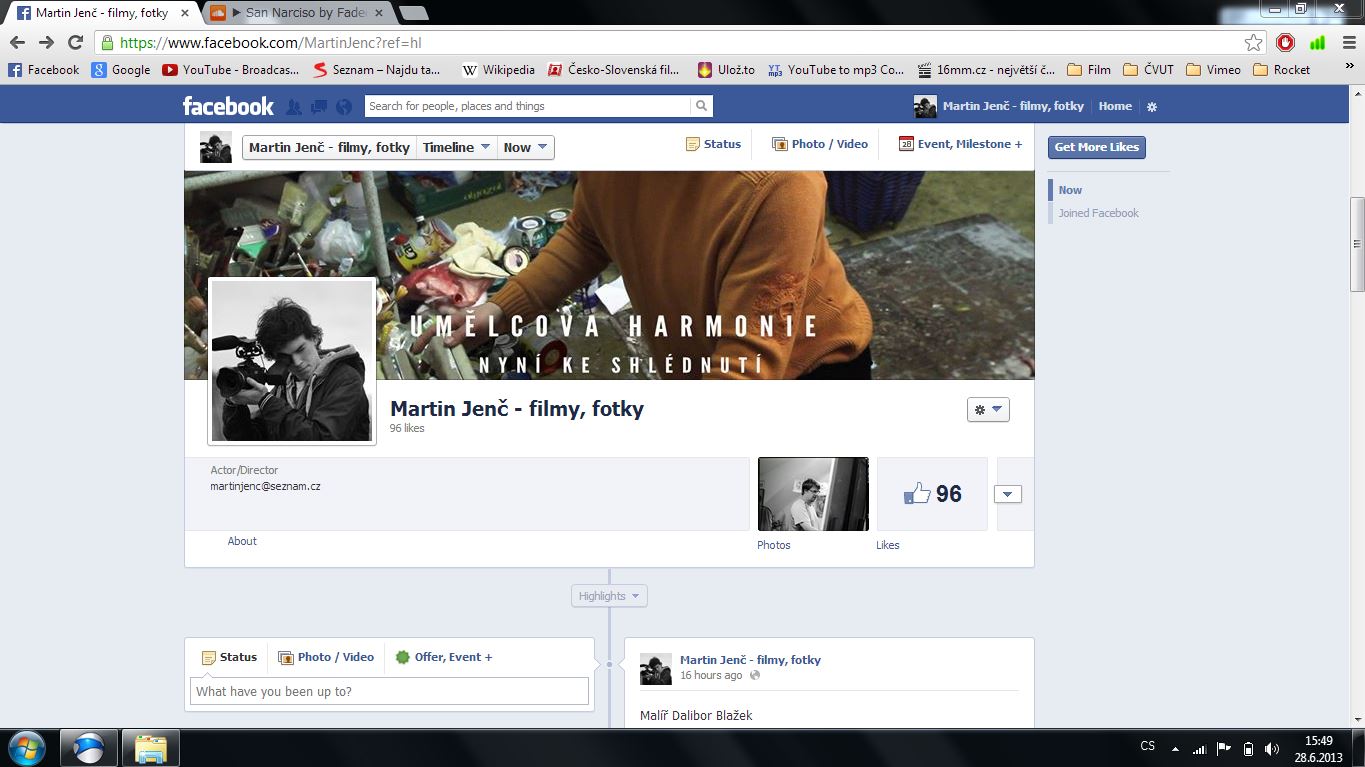 Martin Jenč - filmy, fotky
San Narciso by Fade
https://www.facebook.com/MartinJenc?ref=hl
Facebook Google YouTube - Broadcas... Seznam – Najdu ta... Wikipedia Česko-Slovenská fil... Ulož.to YouTube to mp3 Co... 16mm.cz - největší č... Film ČVUT Vimeo Rocket
facebook
Search for people, places and things
Martin Jenč - filmy, fotky Home
Martin Jenč - filmy, fotky Timeline Now
Status Photo / Video 28 Event, Milestone +
Get More Likes
Now
Joined Facebook
UMĚLCOVA HARMONIE
NYNÍ KE SHLÉDNUTÍ
Martin Jenč - filmy, fotky
96 likes
Actor/Director
martinjenc@seznam.cz
About
96
Photos
Likes
Highlights
Status Photo / Video Offer, Event +
What have you been up to?
Martin Jenč - filmy, fotky
16 hours ago
Malíř Dalibor Blažek
CS
15:49
28.6.2013